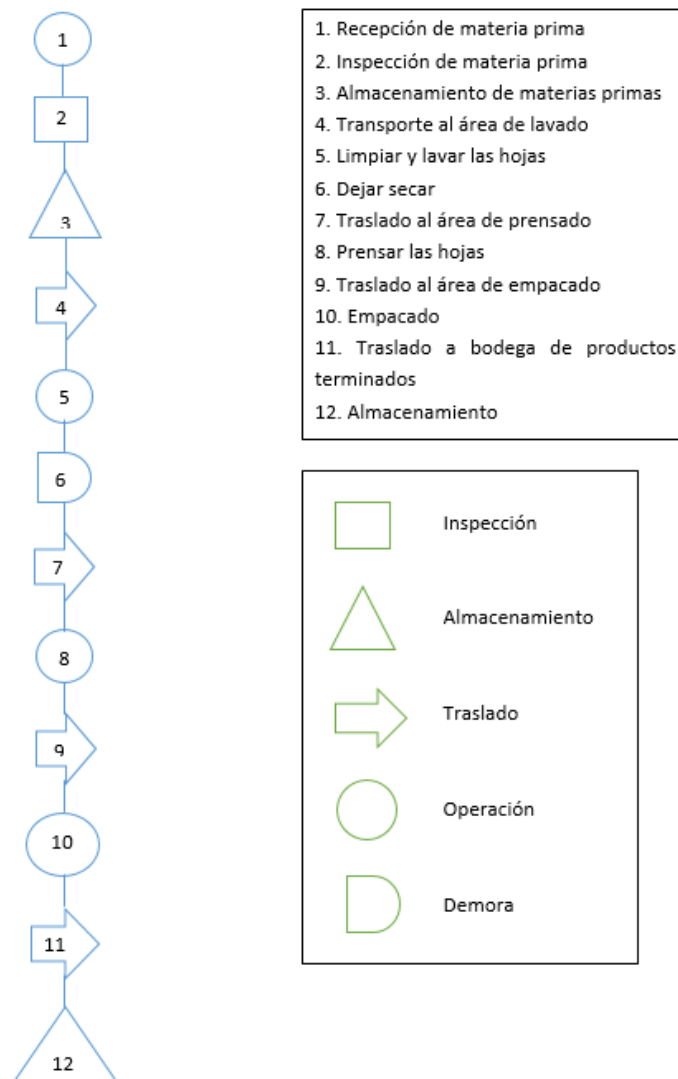 1
2
3
4
5
6
7
8
9
10
11
12
1. Recepción de materia prima
2. Inspección de materia prima
3. Almacenamiento de materias primas
4. Transporte al área de lavado
5. Limpiar y lavar las hojas
6. Dejar secar
7. Traslado al área de prensado
8. Prensar las hojas
9. Traslado al área de empacado
10. Empacado
11. Traslado a bodega de productos
terminados
12. Almacenamiento
Inspección
Almacenamiento
Traslado
Operación
Demora